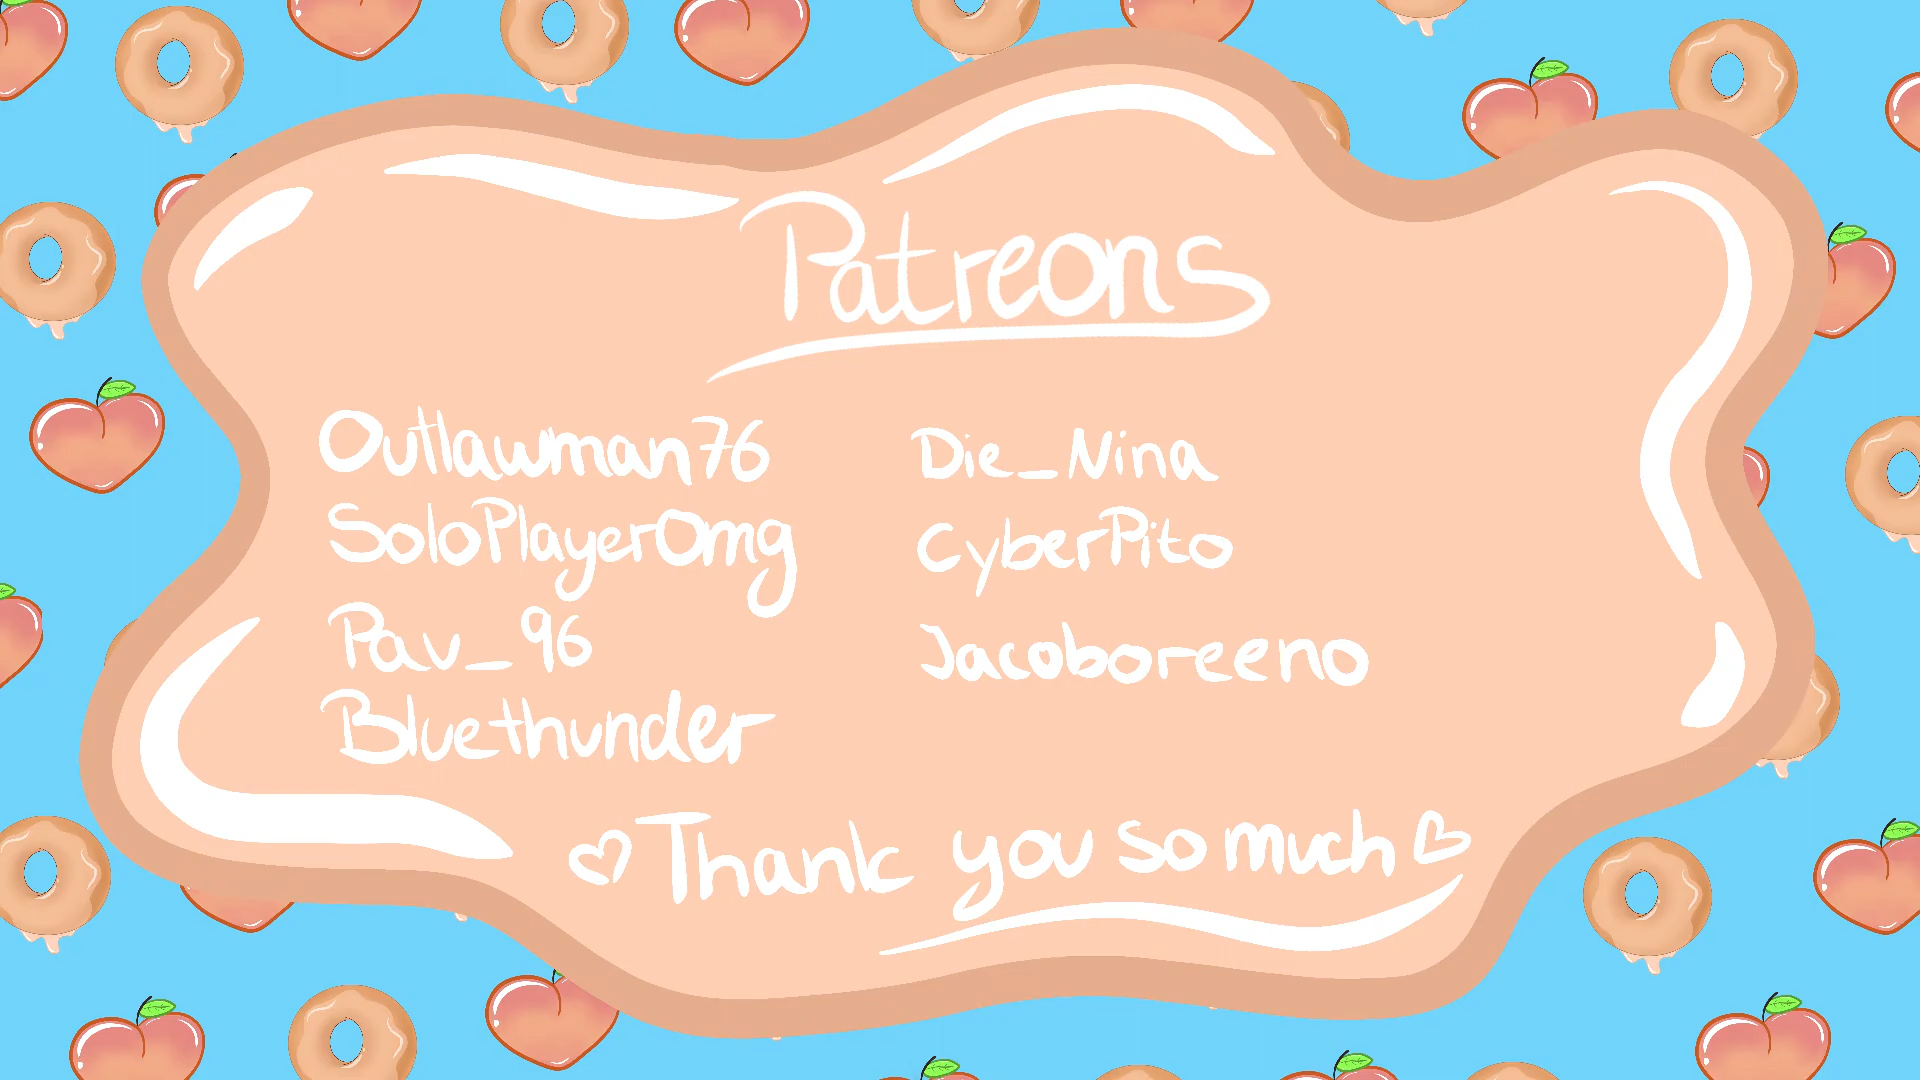 Patreons
Outlawman76
SoloPlayerOmg
Pav_96
Bluethunder
Die_Nina
CyberPito
Jacoboreeno
♡ Thank you so much ♡